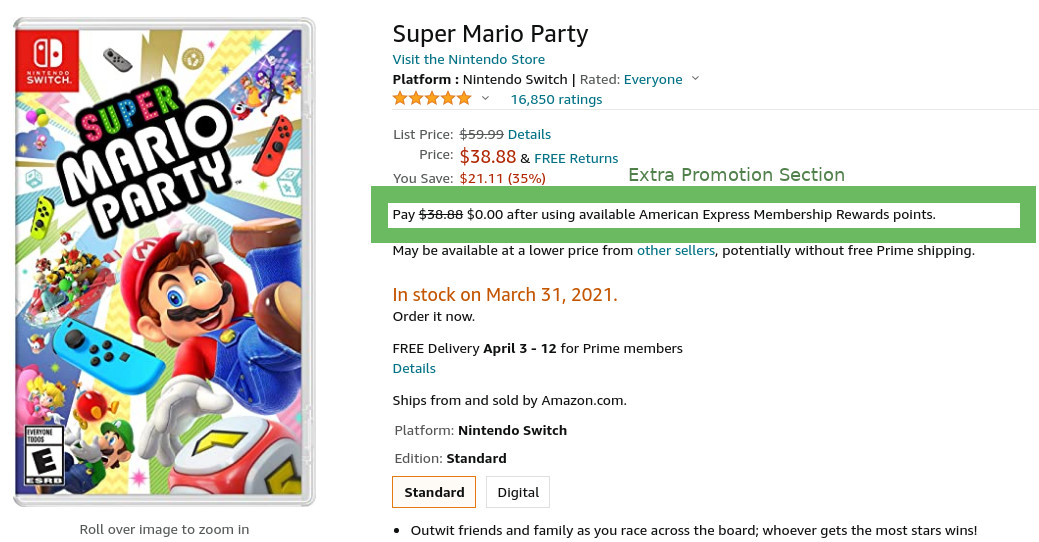 NINTENDO
SWITCH.
SUPER
MARIO
PARTY™
EVERYONE
TODOS
E
ESRB
Roll over image to zoom in
Super Mario Party
Visit the Nintendo Store
Platform : Nintendo Switch | Rated: Everyone
16,850 ratings
List Price: $59.99 Details
Price: $38.88 & FREE Returns
You Save: $21.11 (35%)
Extra Promotion Section
Pay $38.88 $0.00 after using available American Express Membership Rewards points.
May be available at a lower price from other sellers, potentially without free Prime shipping.
In stock on March 31, 2021.
Order it now.
FREE Delivery April 3 - 12 for Prime members
Details
Ships from and sold by Amazon.com.
Platform: Nintendo Switch
Edition: Standard
Standard Digital
• Outwit friends and family as you race across the board; whoever gets the most stars wins!